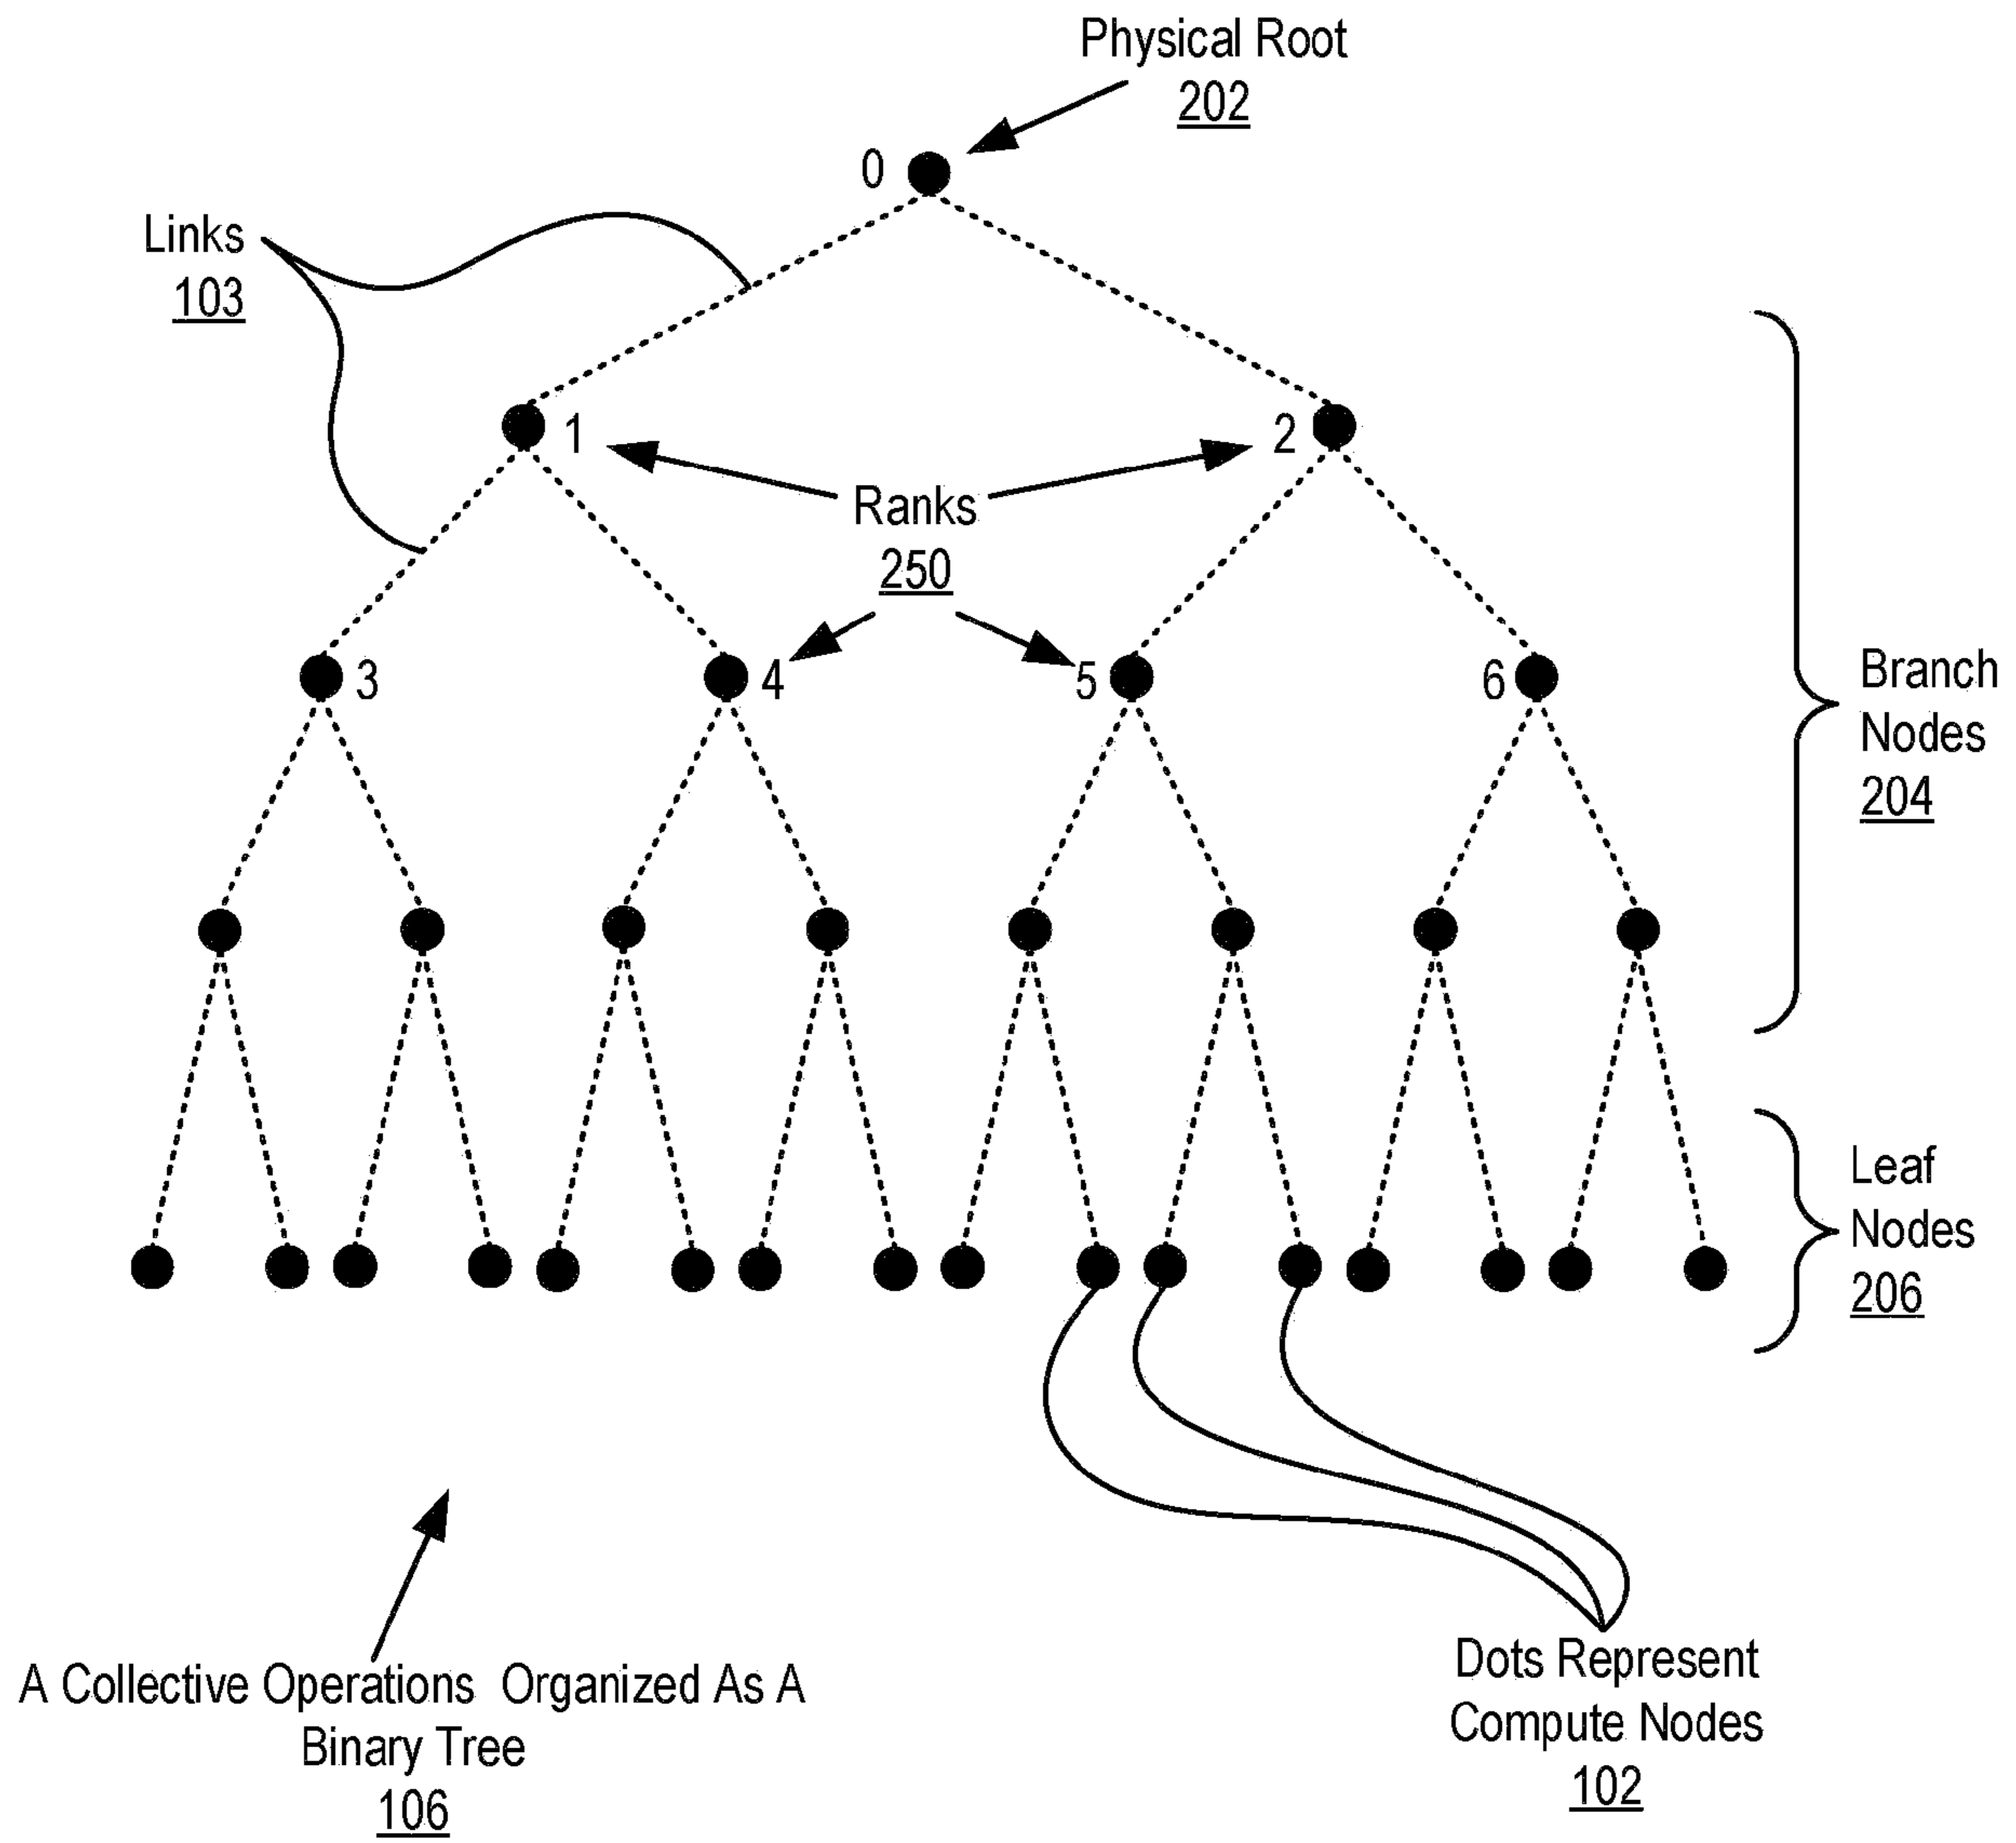 Physical Root
202
0
Links
103
1
2
Ranks
250
3
4
5
6
Branch
Nodes
204
Leaf
Nodes
206
A Collective Operations Organized As A
Binary Tree
106
Dots Represent
Compute Nodes
102